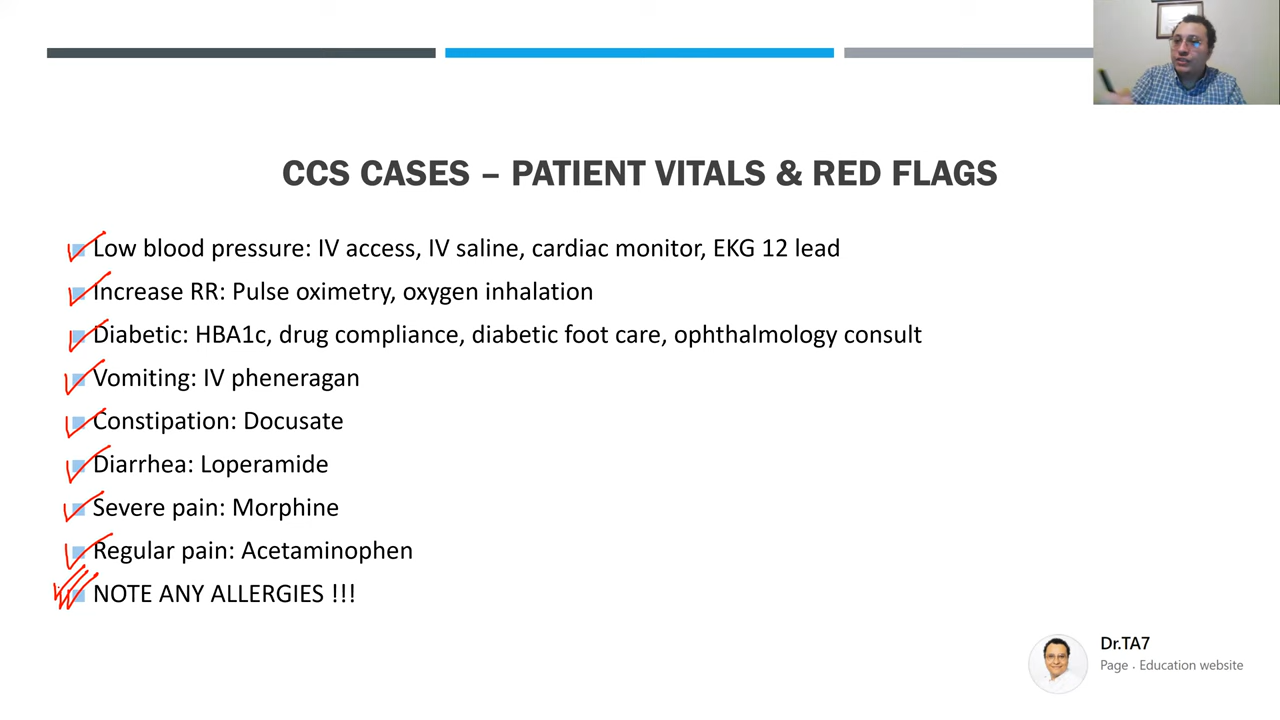 CCS CASES – PATIENT VITALS & RED FLAGS
Low blood pressure: IV access, IV saline, cardiac monitor, EKG 12 lead
Increase RR: Pulse oximetry, oxygen inhalation
Diabetic: HBA1c, drug compliance, diabetic foot care, ophthalmology consult
Vomiting: IV pheneragan
Constipation: Docusate
Diarrhea: Loperamide
Severe pain: Morphine
Regular pain: Acetaminophen
NOTE ANY ALLERGIES !!!
Dr.TA7
Page · Education website